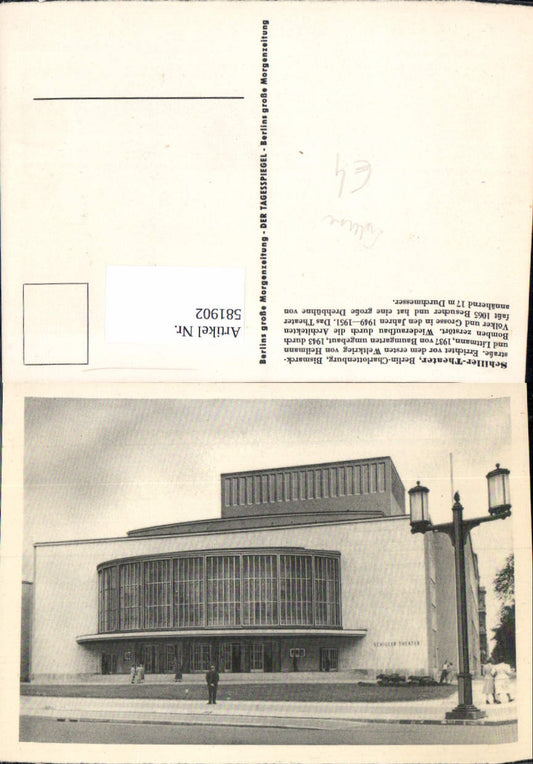 Schiller-Theater, Berlin-Charlottenburg, Bismarck-
straße. Errichtet vor dem ersten Weltkrieg von Heilmann
und Littmann, 1937 von Baumgarten umgebaut, 1943 durch
Bomben zerstört. Wiederaufbau durch die Architekten
Völker und Grosse in den Jahren 1949—1951. Das Theater
faßt 1065 Besucher und hat eine große Drehbühne von
annähernd 17 m Durchmesser.
Berlins große Morgenzeitung - DER TAGESSPIEGEL - Berlins große Morgenzeitung
Artikel Nr.
581902
SCHILLER THEATER